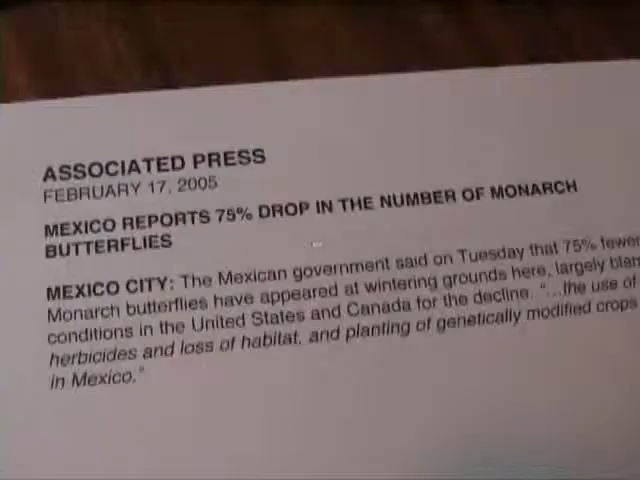 ASSOCIATED PRESS
FEBRUARY 17, 2005
MEXICO REPORTS 75% DROP IN THE NUMBER OF MONARCH
BUTTERFLIES
MEXICO CITY: The Mexican government said on Tuesday that 75% fewer
Monarch butterflies have appeared at wintering grounds here, largely
conditions in the United States and Canada for the decline. "...the use of
herbicides and loss of habitat, and planting of genetically modified crops
in Mexico."